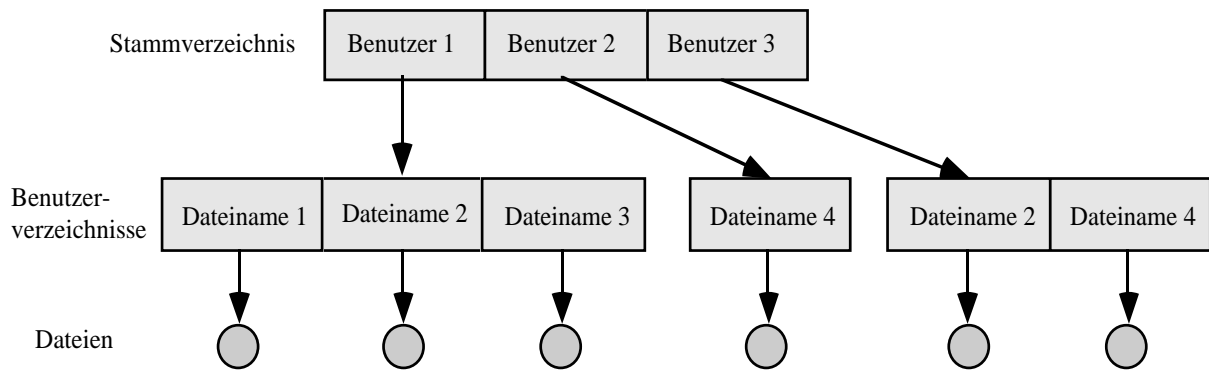 Stammverzeichnis
Benutzer 1
Benutzer 2
Benutzer 3
Benutzer-
verzeichnisse
Dateiname 1
Dateiname 2
Dateiname 3
Dateiname 4
Dateiname 2
Dateiname 4
Dateien